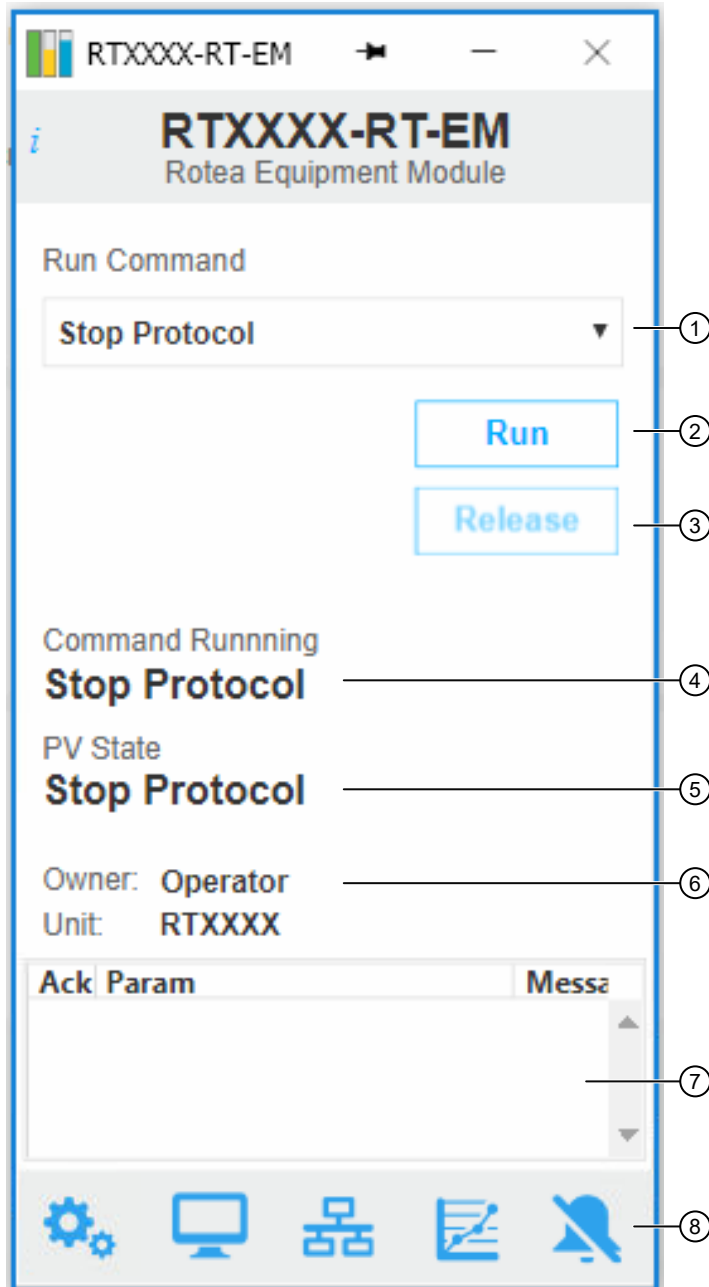 RTXXXX-RT-EM
i
RTXXXX-RT-EM
Rotea Equipment Module
Run Command
Stop Protocol
1
Run
2
Release
3
Command Runnning
Stop Protocol
4
PV State
Stop Protocol
5
Owner: Operator
6
Unit: RTXXXX
Ack Param Messa
7
8